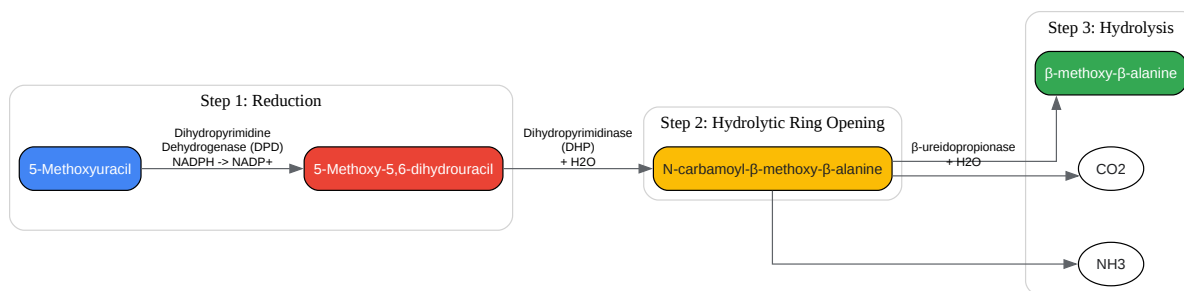 Step 3: Hydrolysis
β-methoxy-β-alanine
Step 1: Reduction
Dihydropyrimidine
Dehydrogenase (DPD)
NADPH -> NADP+
5-Methoxyuracil
5-Methoxy-5,6-dihydrouracil
Dihydropyrimidinase
(DHP)
+ H2O
Step 2: Hydrolytic Ring Opening
N-carbamoyl-β-methoxy-β-alanine
β-ureidopropionase
+ H2O
CO2
NH3